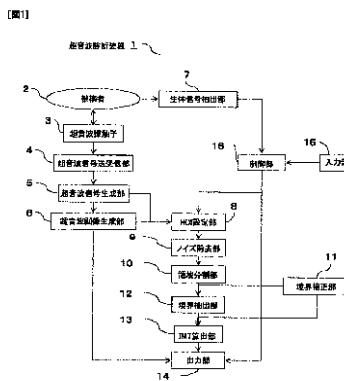 [図1]
超音波診断装置 1
2
被検者
7
生体信号検出部
3
超音波探触子
4
超音波信号送受信部
16
制御部
15
入力部
5
超音波信号生成部
6
超音波画像生成部
8
ROI設定部
9
ノイズ除去部
10
領域分割部
11
境界補正部
12
境界抽出部
13
IMT算出部
出力部
14